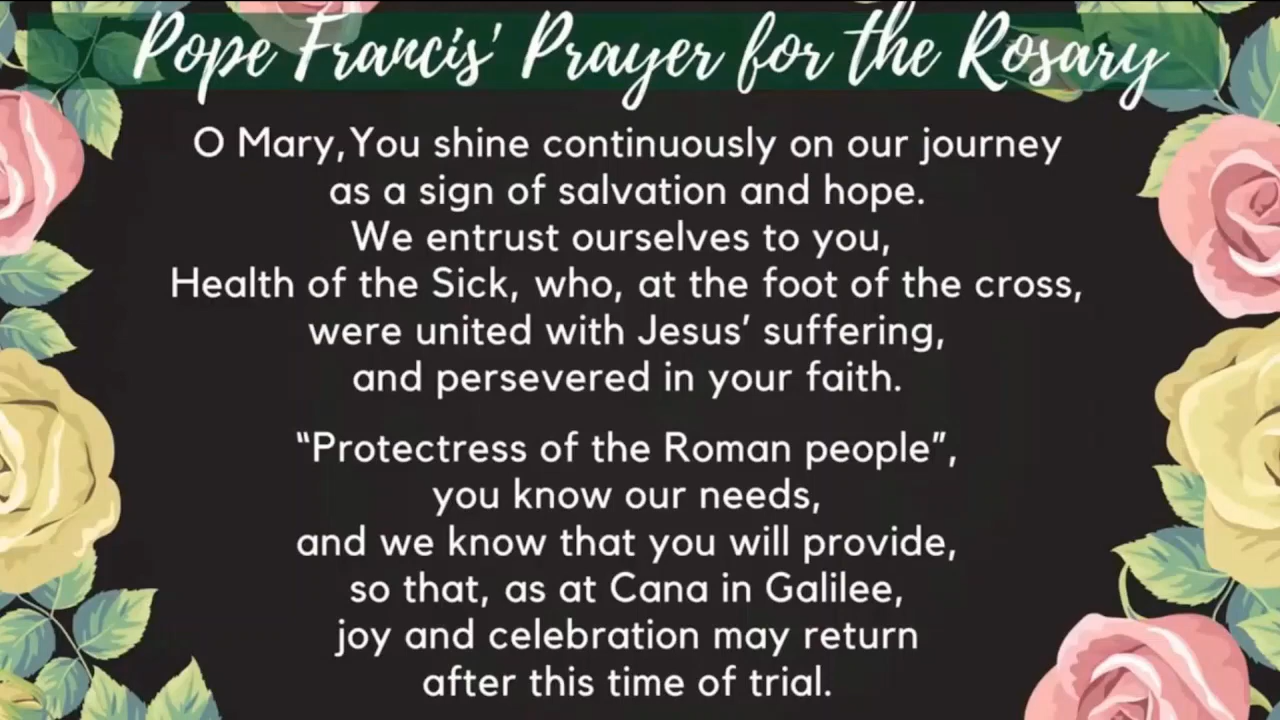 Pope Francis' Prayer for the Rosary
O Mary,You shine continuously on our journey
as a sign of salvation and hope.
We entrust ourselves to you,
Health of the Sick, who, at the foot of the cross,
were united with Jesus’ suffering,
and persevered in your faith.
“Protectress of the Roman people”,
you know our needs,
and we know that you will provide,
so that, as at Cana in Galilee,
joy and celebration may return
after this time of trial.